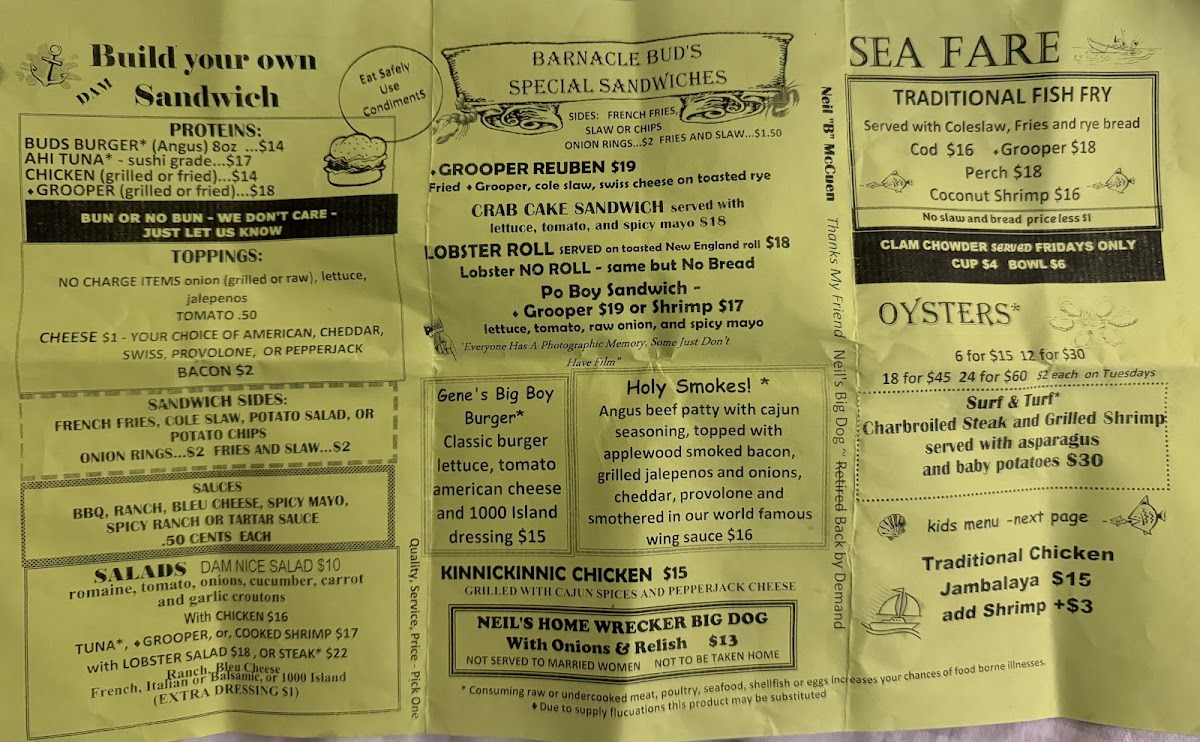 Build your own
DAM
Sandwich
Eat Safely
Use
Condiments
PROTEINS:
BUDS BURGER* (Angus) 8oz ...$14
AHI TUNA* - sushi grade...$17
CHICKEN (grilled or fried)...$14
♦GROOPER (grilled or fried)...$18
BUN OR NO BUN - WE DON'T CARE -
JUST LET US KNOW
TOPPINGS:
NO CHARGE ITEMS onion (grilled or raw), lettuce,
jalepenos
TOMATO .50
CHEESE $1 - YOUR CHOICE OF AMERICAN, CHEDDAR,
SWISS, PROVOLONE, OR PEPPERJACK
BACON $2
SANDWICH SIDES:
FRENCH FRIES, COLE SLAW, POTATO SALAD, OR
POTATO CHIPS
ONION RINGS...$2 FRIES AND SLAW...$2
SAUCES
BBQ, RANCH, BLEU CHEESE, SPICY MAYO,
SPICY RANCH OR TARTAR SAUCE
.50 CENTS EACH
SALADS DAM NICE SALAD $10
romaine, tomato, onions, cucumber, carrot
and garlic croutons
With CHICKEN $16
TUNA*, ♦GROOPER, or, COOKED SHRIMP $17
with LOBSTER SALAD $18, OR STEAK* $22
Ranch, Bleu Cheese
French, Italian or Balsamic, or 1000 Island
(EXTRA DRESSING $1)
Quality, Service, Price - Pick One
BARNACLE BUD'S
SPECIAL SANDWICHES
SIDES: FRENCH FRIES,
SLAW OR CHIPS
ONION RINGS...$2 FRIES AND SLAW...$1.50
♦GROOPER REUBEN $19
Fried ♦Grooper, cole slaw, swiss cheese on toasted rye
CRAB CAKE SANDWICH served with
lettuce, tomato, and spicy mayo $18
LOBSTER ROLL SERVED on toasted New England roll $18
Lobster NO ROLL - same but No Bread
Po Boy Sandwich -
♦Grooper $19 or Shrimp $17
lettuce, tomato, raw onion, and spicy mayo
"Everyone Has A Photographic Memory, Some Just Don't
Have Film"
Gene's Big Boy
Burger*
Classic burger
lettuce, tomato
american cheese
and 1000 Island
dressing $15
Holy Smokes! *
Angus beef patty with cajun
seasoning, topped with
applewood smoked bacon,
grilled jalepenos and onions,
cheddar, provolone and
smothered in our world famous
wing sauce $16
KINNICKINNIC CHICKEN $15
GRILLED WITH CAJUN SPICES AND PEPPERJACK CHEESE
NEIL'S HOME WRECKER BIG DOG
With Onions & Relish $13
NOT SERVED TO MARRIED WOMEN NOT TO BE TAKEN HOME
* Consuming raw or undercooked meat, poultry, seafood, shellfish or eggs increases your chances of food borne illnesses.
♦ Due to supply flucuations this product may be substituted
Neil "B" McCuen Thanks My Friend Neil's Big Dog ~ Retired Back by Demand
SEA FARE
TRADITIONAL FISH FRY
Served with Coleslaw, Fries and rye bread
Cod $16 ♦Grooper $18
Perch $18
Coconut Shrimp $16
No slaw and bread price less $1
CLAM CHOWDER SERVED FRIDAYS ONLY
CUP $4 BOWL $6
OYSTERS*
6 for $15 12 for $30
18 for $45 24 for $60 $2 each on Tuesdays
Surf & Turf*
Charbroiled Steak and Grilled Shrimp
served with asparagus
and baby potatoes $30
kids menu -next page
Traditional Chicken
Jambalaya $15
add Shrimp +$3